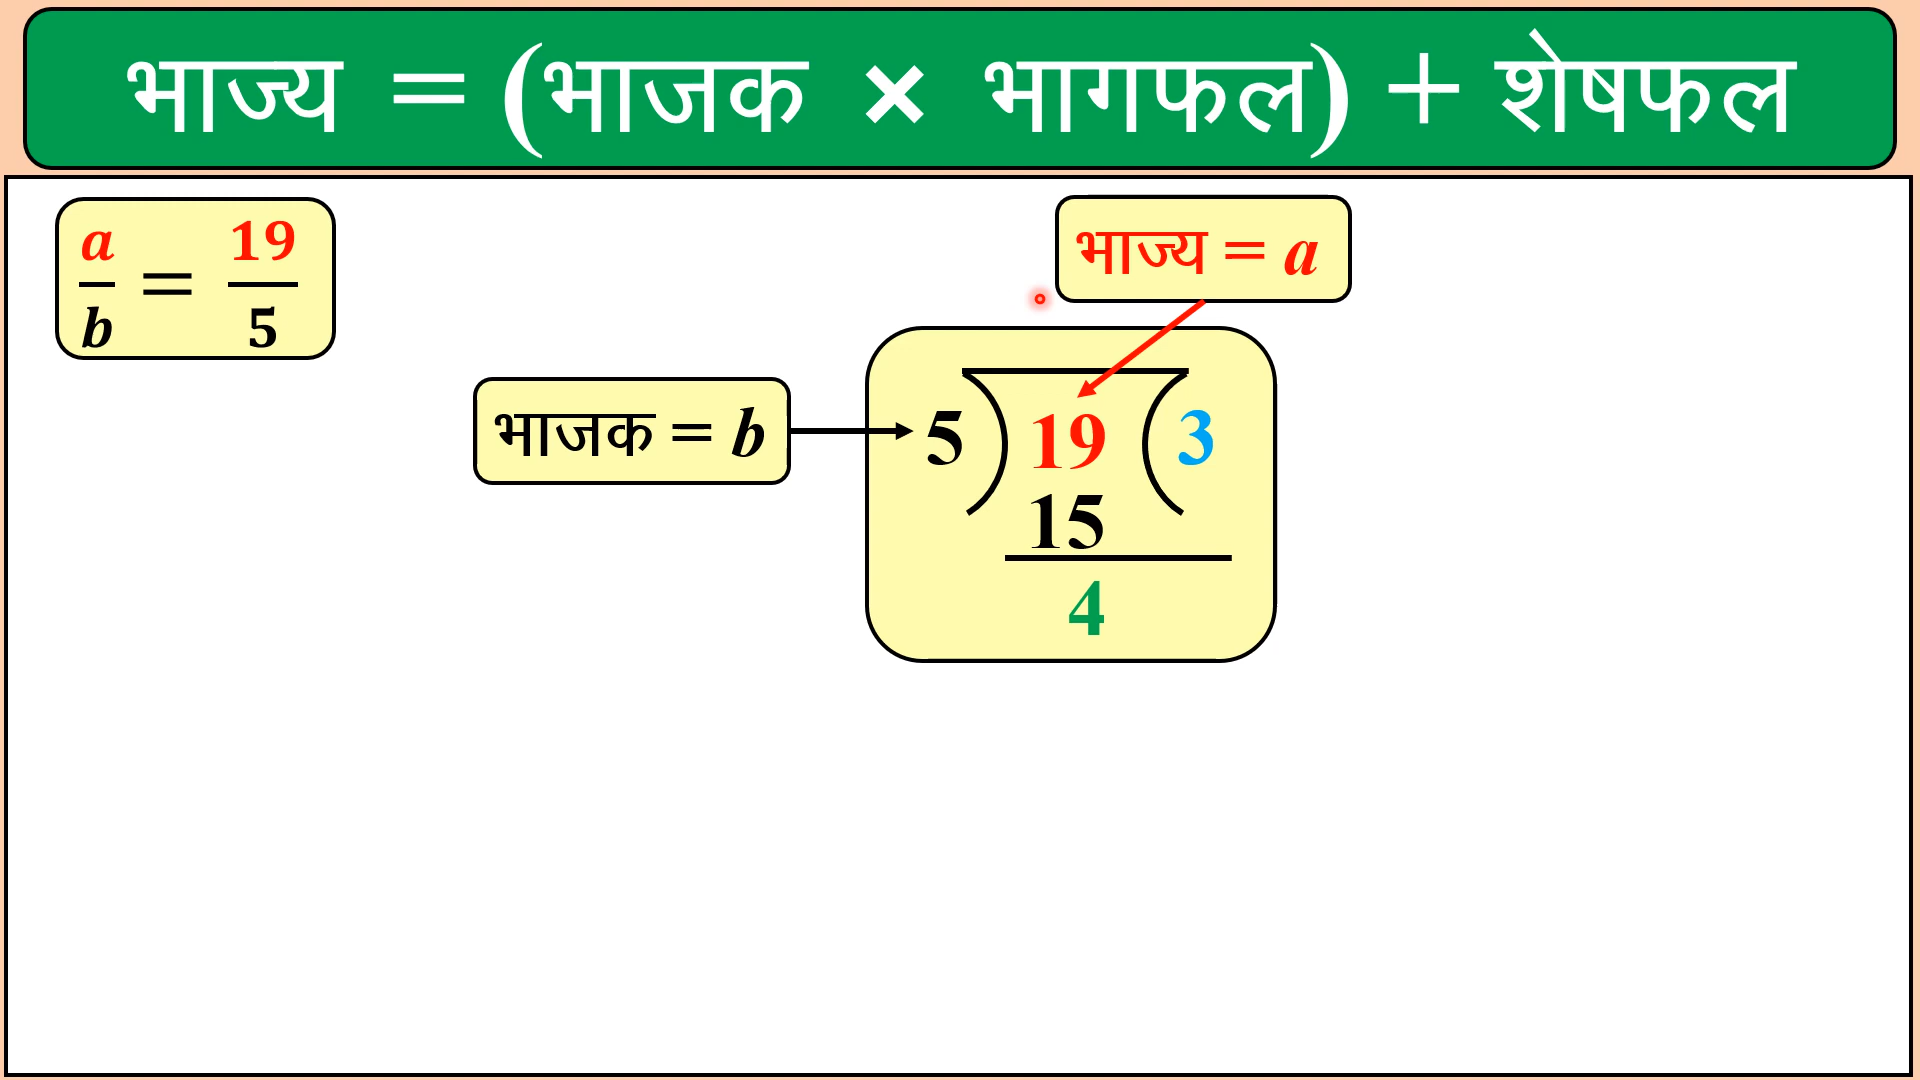 भाज्य = (भाजक × भागफल) + शेषफल
a/b = 19/5
भाज्य = a
भाजक = b
5) 19 (3
15
4